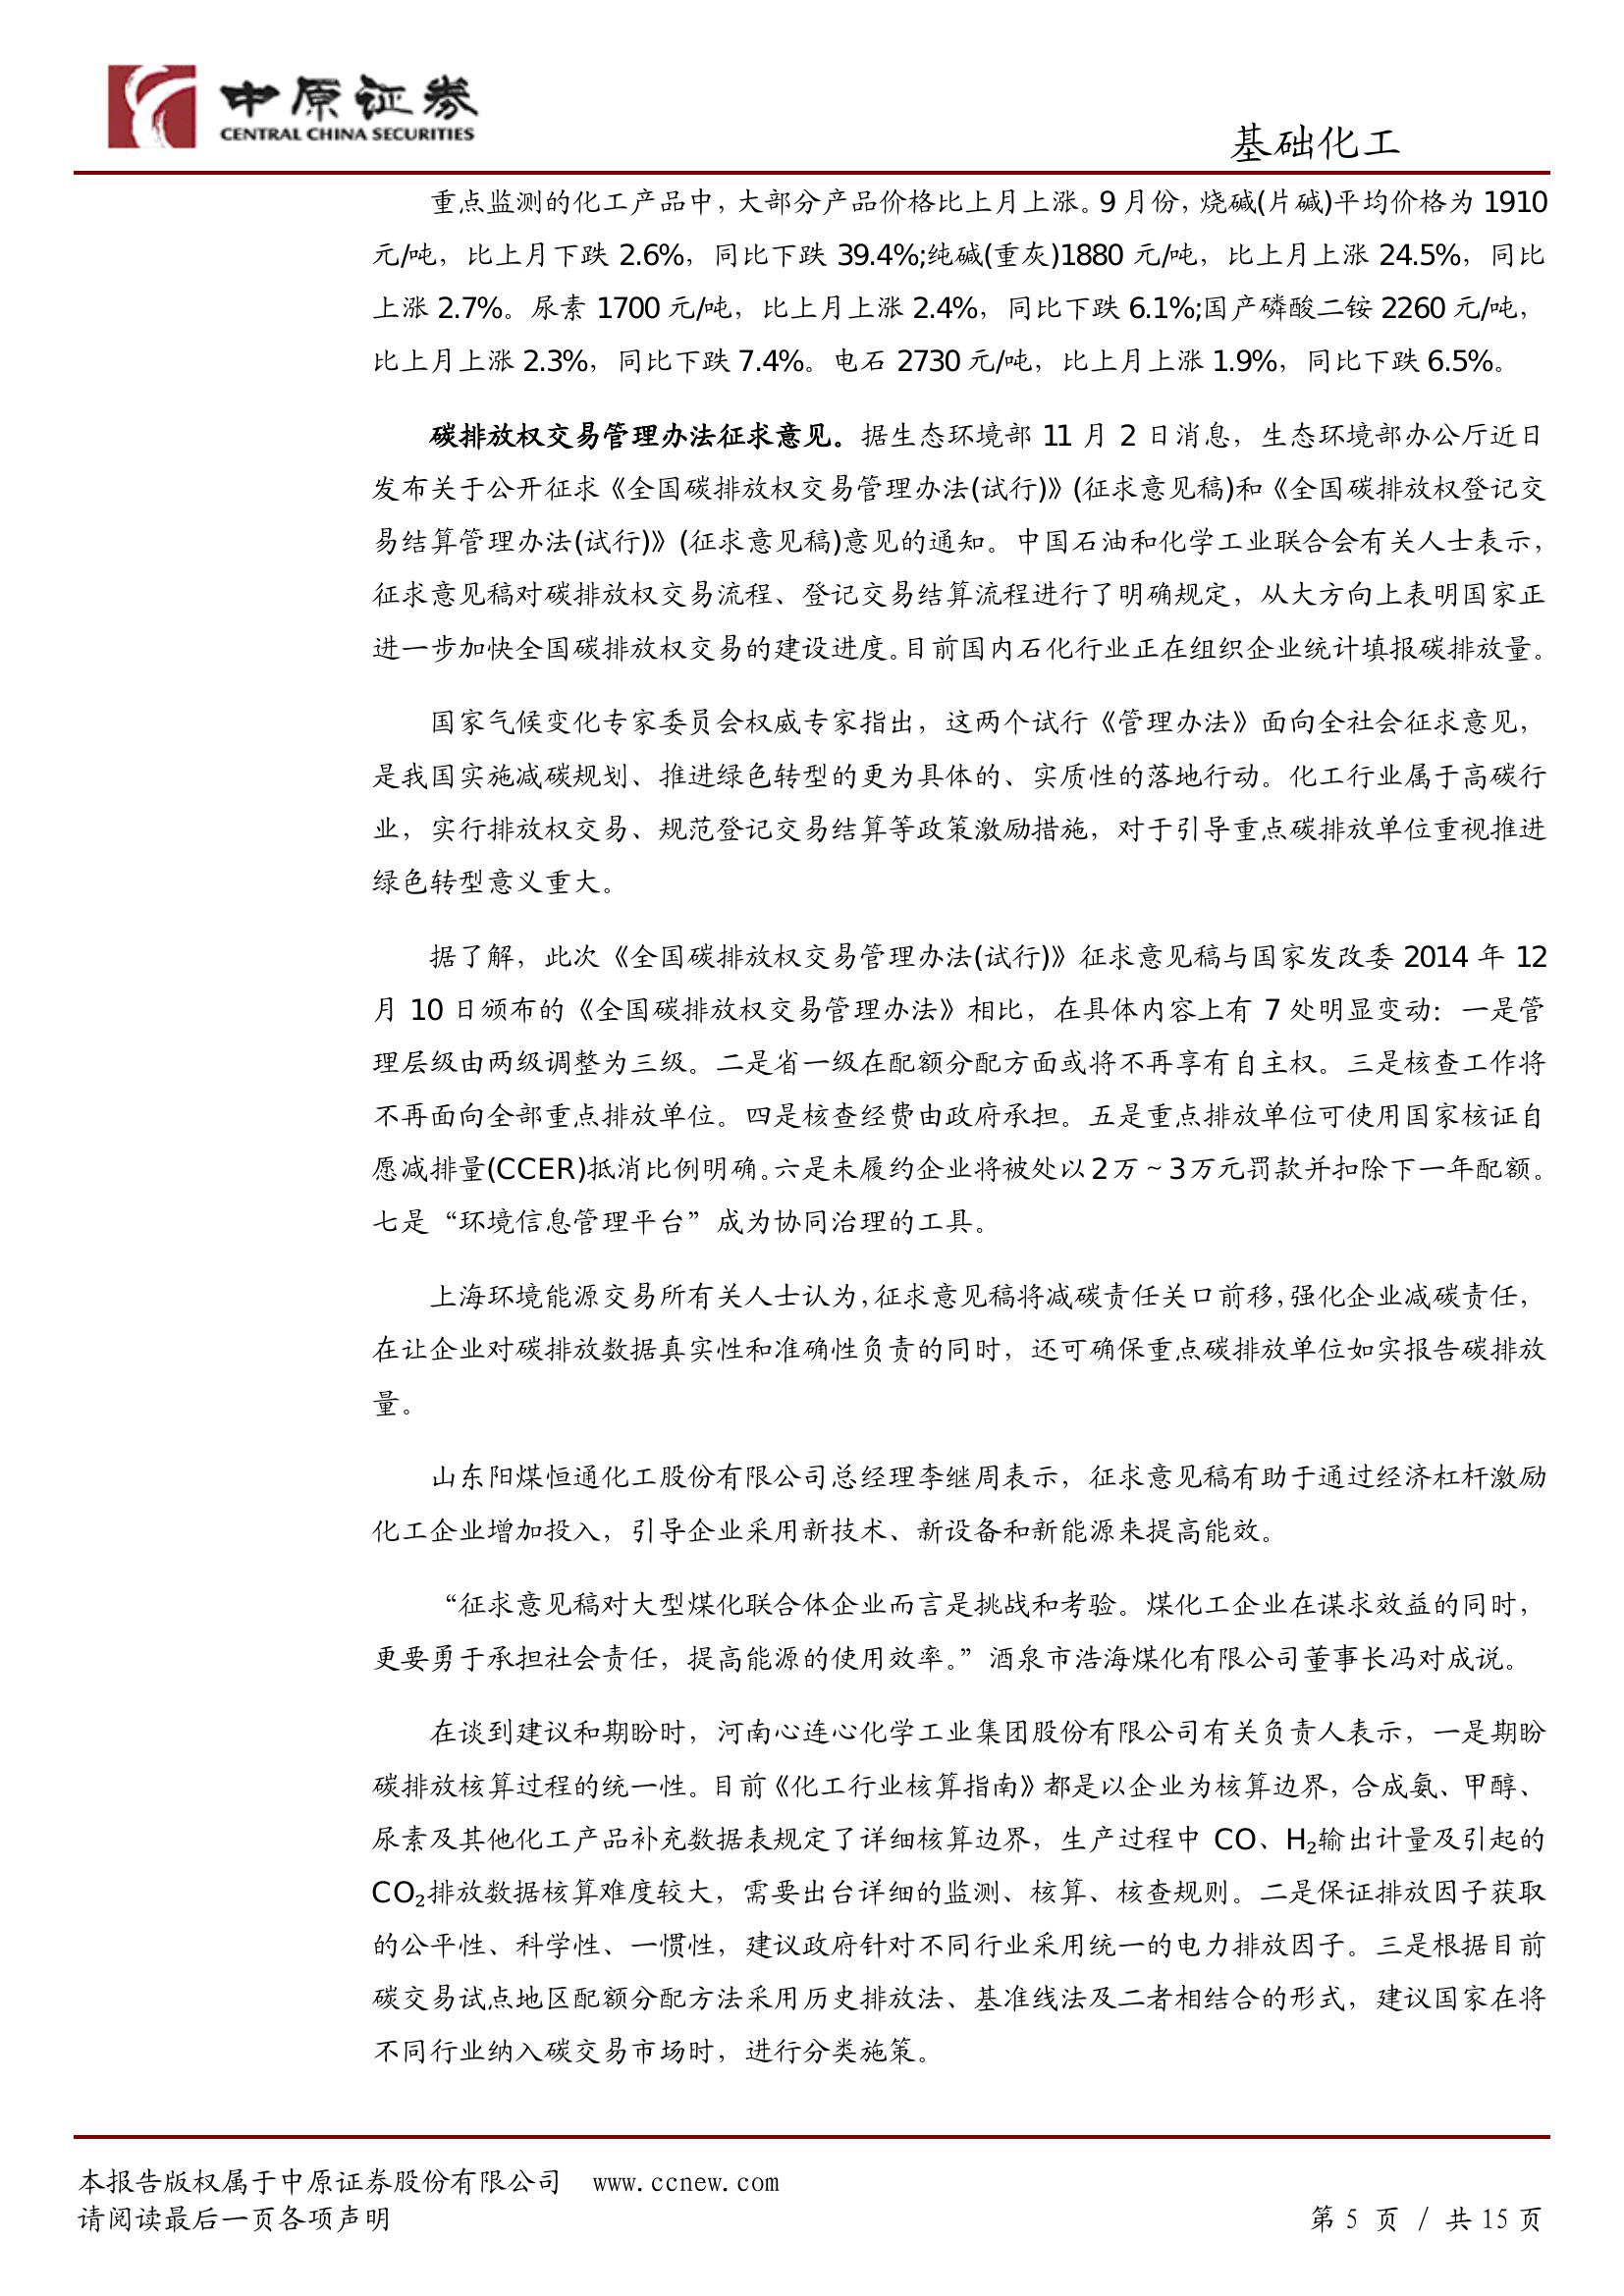 中原证券
CENTRAL CHINA SECURITIES
基础化工
重点监测的化工产品中，大部分产品价格比上月上涨。9 月份，烧碱(片碱)平均价格为 1910
元/吨，比上月下跌 2.6%，同比下跌 39.4%;纯碱(重灰)1880 元/吨，比上月上涨 24.5%，同比
上涨 2.7%。尿素 1700 元/吨，比上月上涨 2.4%，同比下跌 6.1%;国产磷酸二铵 2260 元/吨，
比上月上涨 2.3%，同比下跌 7.4%。电石 2730 元/吨，比上月上涨 1.9%，同比下跌 6.5%。
碳排放权交易管理办法征求意见。据生态环境部 11 月 2 日消息，生态环境部办公厅近日
发布关于公开征求《全国碳排放权交易管理办法(试行)》(征求意见稿)和《全国碳排放权登记交
易结算管理办法(试行)》(征求意见稿)意见的通知。中国石油和化学工业联合会有关人士表示，
征求意见稿对碳排放权交易流程、登记交易结算流程进行了明确规定，从大方向上表明国家正
进一步加快全国碳排放权交易的建设进度。目前国内石化行业正在组织企业统计填报碳排放量。
国家气候变化专家委员会权威专家指出，这两个试行《管理办法》面向全社会征求意见，
是我国实施减碳规划、推进绿色转型的更为具体的、实质性的落地行动。化工行业属于高碳行
业，实行排放权交易、规范登记交易结算等政策激励措施，对于引导重点碳排放单位重视推进
绿色转型意义重大。
据了解，此次《全国碳排放权交易管理办法(试行)》征求意见稿与国家发改委 2014 年 12
月 10 日颁布的《全国碳排放权交易管理办法》相比，在具体内容上有 7 处明显变动：一是管
理层级由两级调整为三级。二是省一级在配额分配方面或将不再享有自主权。三是核查工作将
不再面向全部重点排放单位。四是核查经费由政府承担。五是重点排放单位可使用国家核证自
愿减排量(CCER)抵消比例明确。六是未履约企业将被处以 2 万～3 万元罚款并扣除下一年配额。
七是“环境信息管理平台”成为协同治理的工具。
上海环境能源交易所有关人士认为，征求意见稿将减碳责任关口前移，强化企业减碳责任，
在让企业对碳排放数据真实性和准确性负责的同时，还可确保重点碳排放单位如实报告碳排放
量。
山东阳煤恒通化工股份有限公司总经理李继周表示，征求意见稿有助于通过经济杠杆激励
化工企业增加投入，引导企业采用新技术、新设备和新能源来提高能效。
“征求意见稿对大型煤化联合体企业而言是挑战和考验。煤化工企业在谋求效益的同时，
更要勇于承担社会责任，提高能源的使用效率。”酒泉市浩海煤化有限公司董事长冯对成说。
在谈到建议和期盼时，河南心连心化学工业集团股份有限公司有关负责人表示，一是期盼
碳排放核算过程的统一性。目前《化工行业核算指南》都是以企业为核算边界，合成氨、甲醇、
尿素及其他化工产品补充数据表规定了详细核算边界，生产过程中 CO、H₂输出计量及引起的
CO₂排放数据核算难度较大，需要出台详细的监测、核算、核查规则。二是保证排放因子获取
的公平性、科学性、一惯性，建议政府针对不同行业采用统一的电力排放因子。三是根据目前
碳交易试点地区配额分配方法采用历史排放法、基准线法及二者相结合的形式，建议国家在将
不同行业纳入碳交易市场时，进行分类施策。
本报告版权属于中原证券股份有限公司 www.ccnew.com
请阅读最后一页各项声明
第 5 页 / 共 15 页